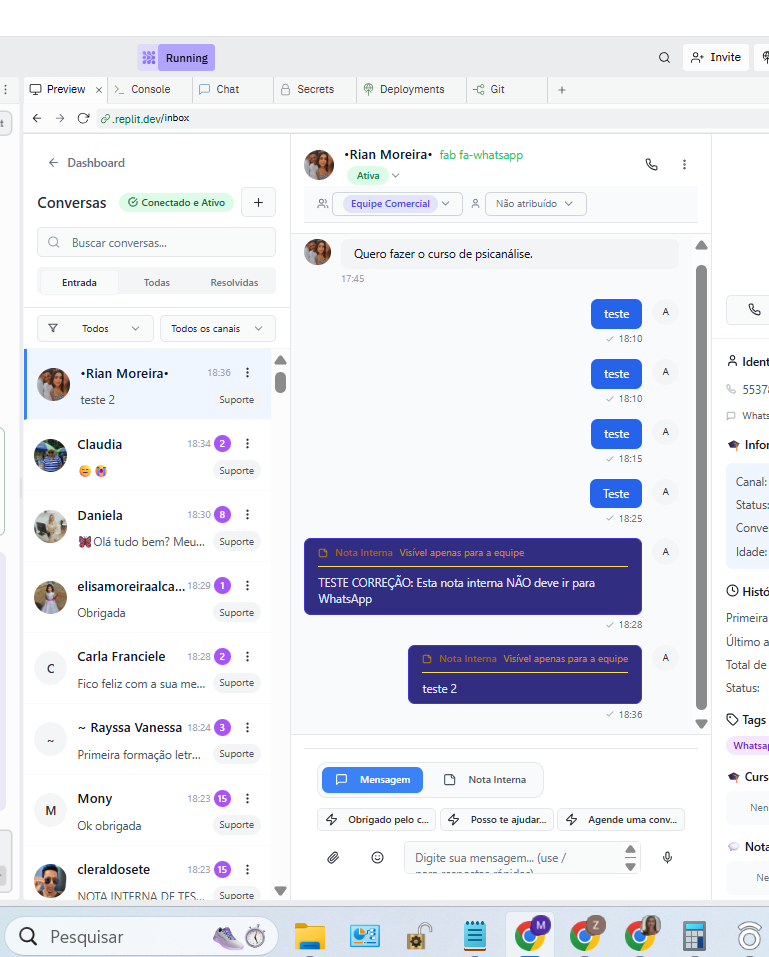 Running
Invite
Preview
Console
Chat
Secrets
Deployments
Git
.replit.dev/inbox
Dashboard
Conversas
Conectado e Ativo
Buscar conversas...
Entrada
Todas
Resolvidas
Todos
Todos os canais
•Rian Moreira•
18:36
teste 2
Suporte
Claudia
18:34
2
Suporte
Daniela
18:30
8
Olá tudo bem? Meu...
Suporte
elisamoreiraalca...
18:29
1
Obrigada
Suporte
C
Carla Franciele
18:28
2
Fico feliz com a sua me...
Suporte
~
~ Rayssa Vanessa
18:24
3
Primeira formação letr...
Suporte
M
Mony
18:23
15
Ok obrigada
Suporte
cleraldosete
18:23
15
NOTA INTERNA DE TES...
Suporte
•Rian Moreira•
fab fa-whatsapp
Ativa
Equipe Comercial
Não atribuído
Quero fazer o curso de psicanálise.
17:45
teste
A
18:10
teste
A
18:10
teste
A
18:15
Teste
A
18:25
Nota Interna
Visível apenas para a equipe
A
TESTE CORREÇÃO: Esta nota interna NÃO deve ir para
WhatsApp
18:28
Nota Interna
Visível apenas para a equipe
A
teste 2
18:36
Mensagem
Nota Interna
Obrigado pelo c...
Posso te ajudar...
Agende uma conv...
Digite sua mensagem... (use /
para respostas rápidas)
Ident
5537
Whats
Infor
Canal:
Status:
Conve
Idade:
Histó
Primeira
Último a
Total de
Status:
Tags
Whatsap
Curs
Nen
Nota
Ne
Pesquisar
M
Z